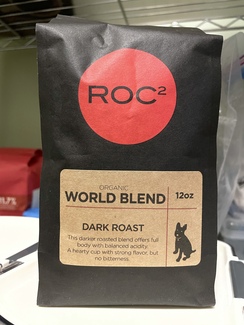 ROC²
ORGANIC
WORLD BLEND
12oz
DARK ROAST
This darker roasted blend offers full
body with balanced acidity.
A hearty cup with strong flavor, but
no bitterness.